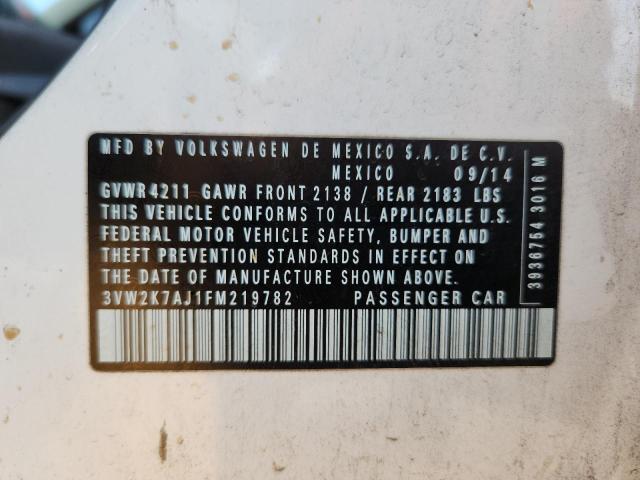 MFD BY VOLKSWAGEN DE MEXICO S.A. DE C.V.
MEXICO 09/14
GVWR 4211 GAWR FRONT 2138 / REAR 2183 LBS
THIS VEHICLE CONFORMS TO ALL APPLICABLE U.S.
FEDERAL MOTOR VEHICLE SAFETY, BUMPER AND
THEFT PREVENTION STANDARDS IN EFFECT ON
THE DATE OF MANUFACTURE SHOWN ABOVE.
3VW2K7AJ1FM219782 PASSENGER CAR
3936754 3016 M